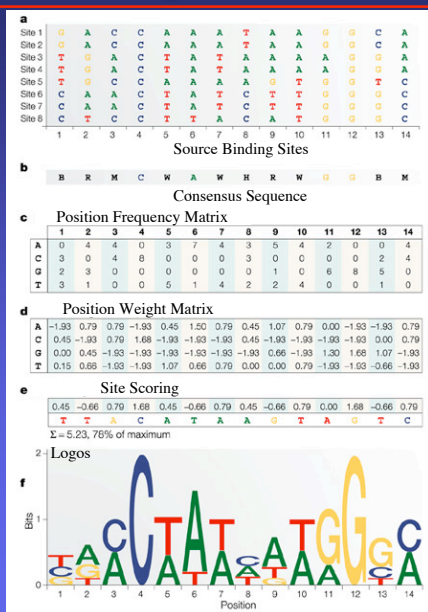 a
Site 1 G A C C A A A T A A G G C A
Site 2 G A C C A A A T A A G G C A
Site 3 T G A C T A T A A A A G G A
Site 4 T G A C T A T A A A A G G A
Site 5 T G C C A A A A G T G G T C
Site 6 C A A C T A T C T T G G G C
Site 7 C A A C T A T C T T G G G C
Site 8 C T C C T T A C A T G G G C
1 2 3 4 5 6 7 8 9 10 11 12 13 14
Source Binding Sites
b
B R M C W A W H R W G G B M
Consensus Sequence
c Position Frequency Matrix
1 2 3 4 5 6 7 8 9 10 11 12 13 14
A 0 4 4 0 3 7 4 3 5 4 2 0 0 4
C 3 0 4 8 0 0 0 3 0 0 0 0 2 4
G 2 3 0 0 0 0 0 0 1 0 6 8 5 0
T 3 1 0 0 5 1 4 2 2 4 0 0 1 0
d Position Weight Matrix
A −1.93 0.79 0.79 −1.93 0.45 1.50 0.79 0.45 1.07 0.79 0.00 −1.93 −1.93 0.79
C 0.45 −1.93 0.79 1.68 −1.93 −1.93 −1.93 0.45 −1.93 −1.93 −1.93 −1.93 0.00 0.79
G 0.00 0.45 −1.93 −1.93 −1.93 −1.93 −1.93 −1.93 0.66 −1.93 1.30 1.68 1.07 −1.93
T 0.15 0.66 −1.93 −1.93 1.07 0.66 0.79 0.00 0.00 0.79 −1.93 −1.93 −0.66 −1.93
Site Scoring
e
0.45 −0.66 0.79 1.68 0.45 −0.66 0.79 0.45 −0.66 0.79 0.00 1.68 −0.66 0.79
T T A C A T A A G T A G T C
Σ = 5.23, 78% of maximum
Logos
f
2
1
0
Bits
1 2 3 4 5 6 7 8 9 10 11 12 13 14
Position